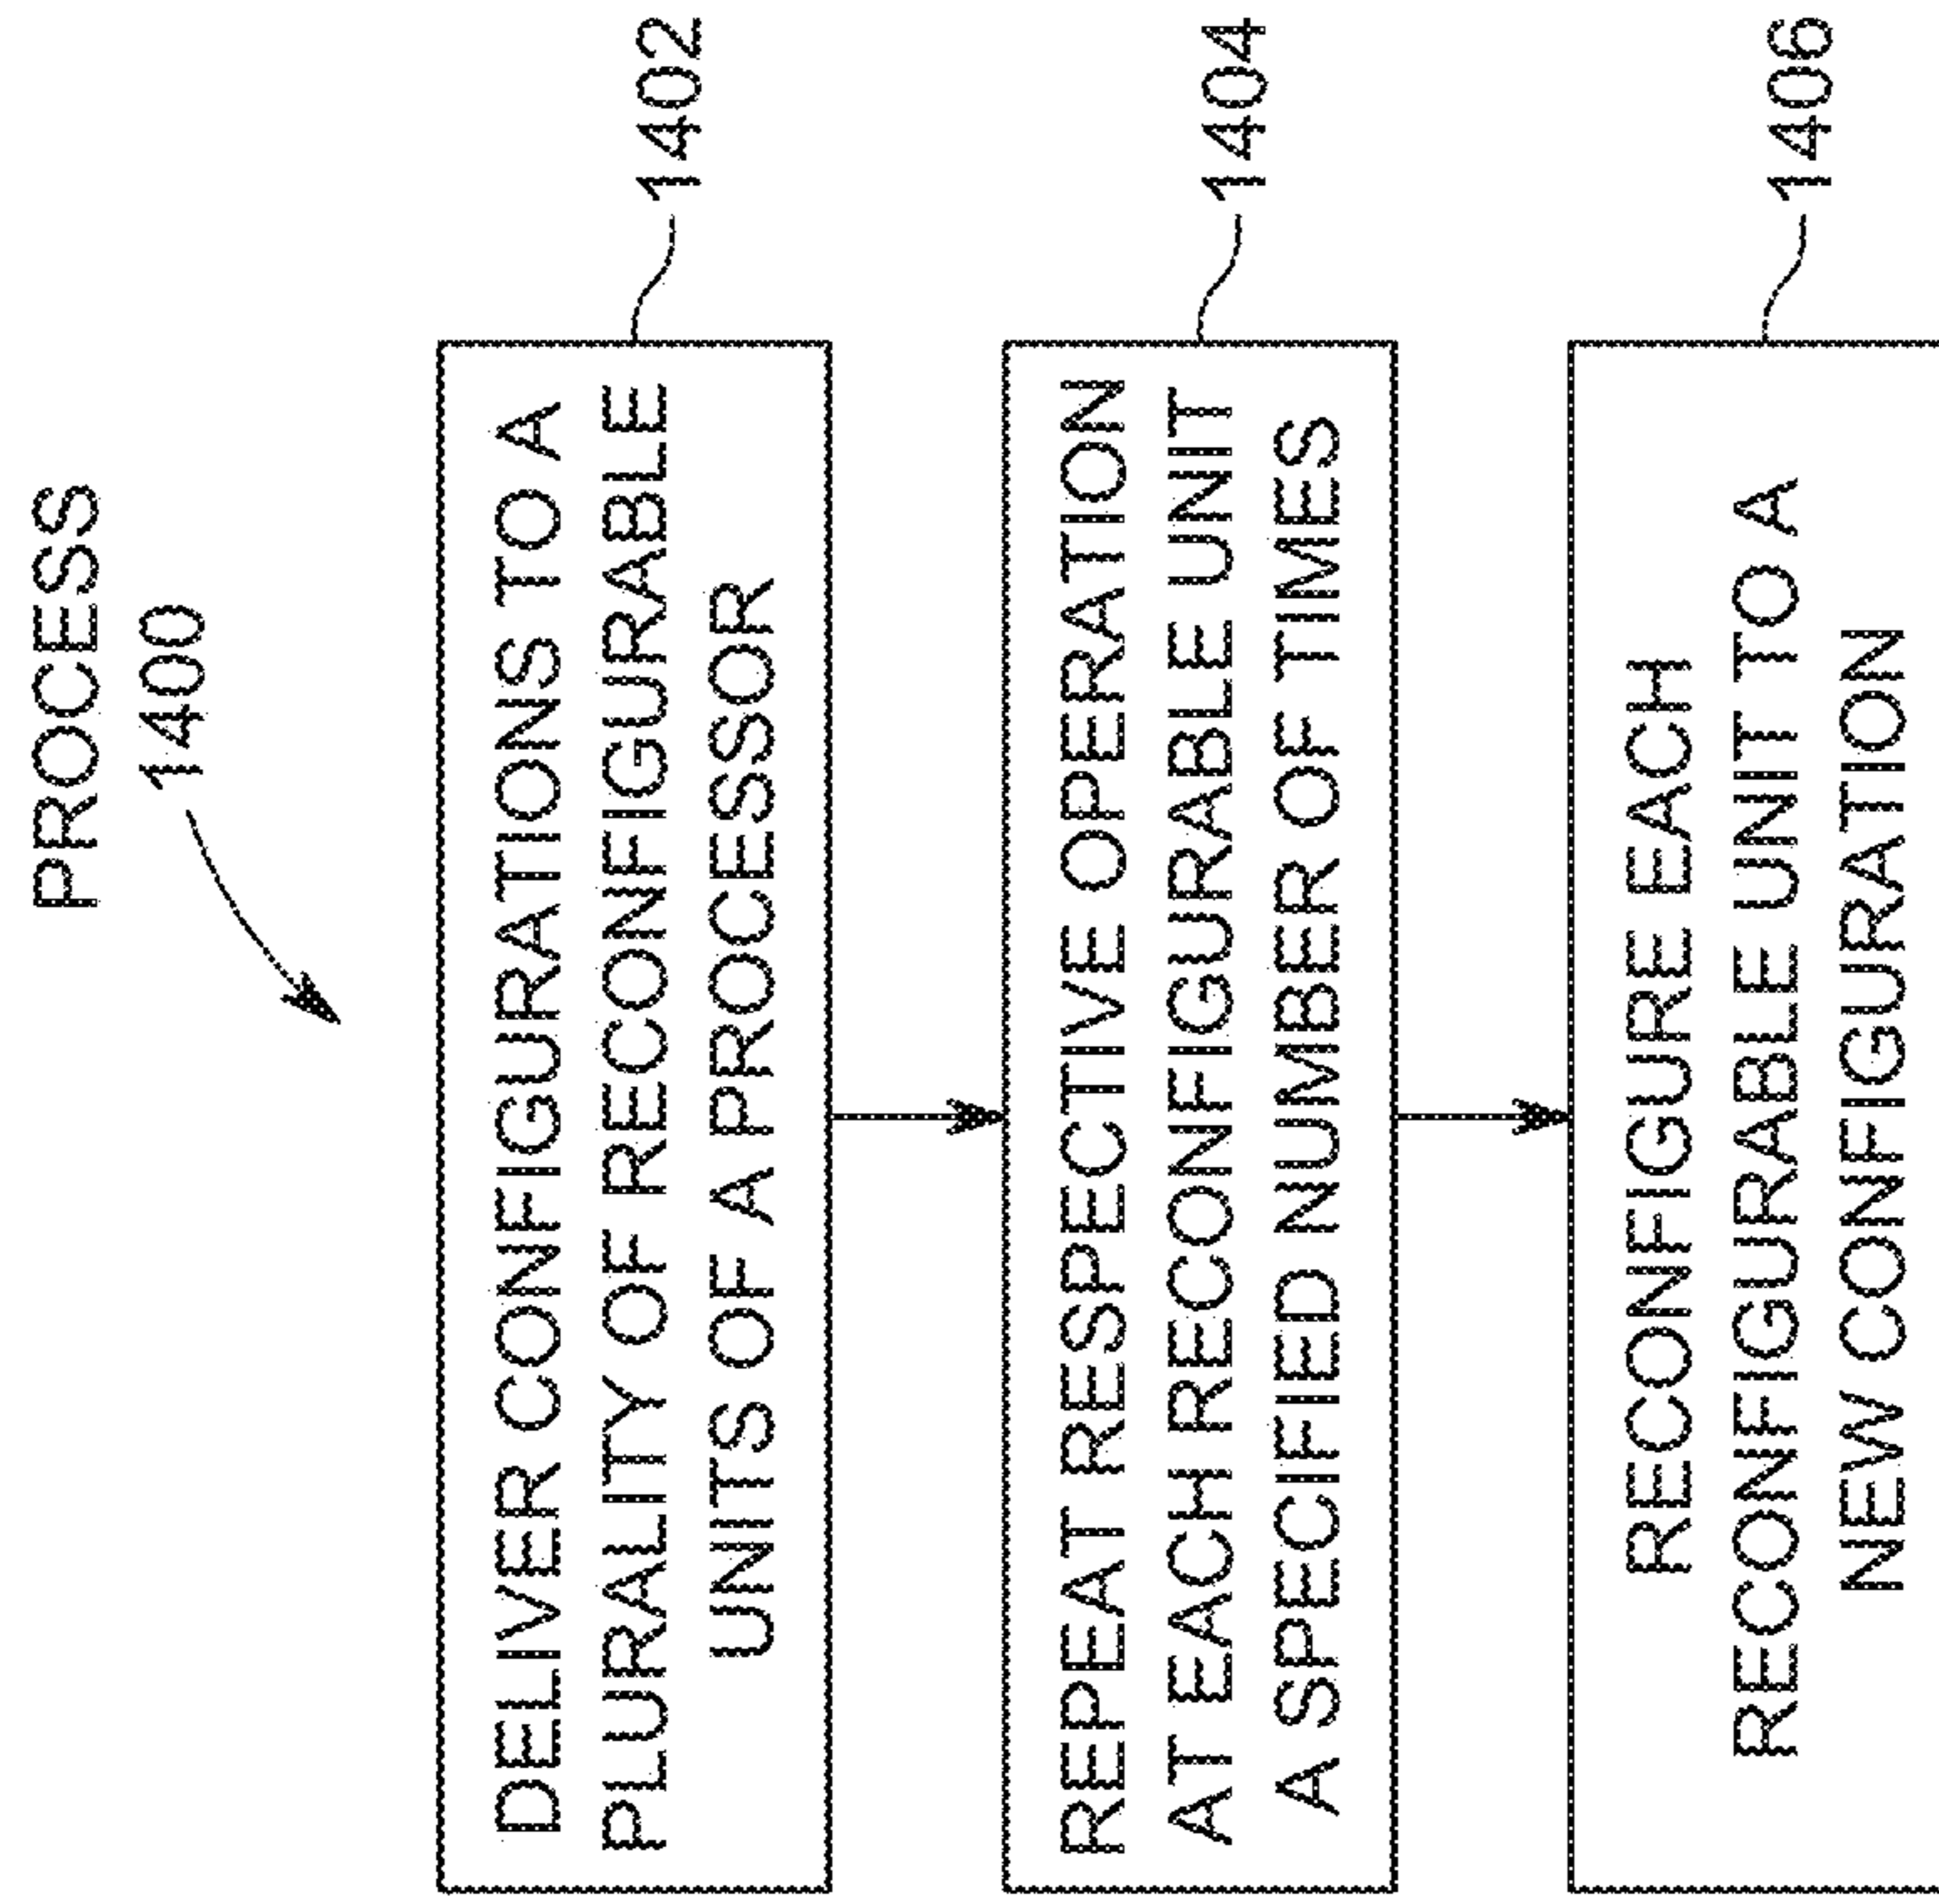 PROCESS
1400
DELIVER CONFIGURATIONS TO A
PLURALITY OF RECONFIGURABLE
UNITS OF A PROCESSOR
1402
REPEAT RESPECTIVE OPERATION
AT EACH RECONFIGURABLE UNIT
A SPECIFIED NUMBER OF TIMES
1404
RECONFIGURE EACH
RECONFIGURABLE UNIT TO A
NEW CONFIGURATION
1406